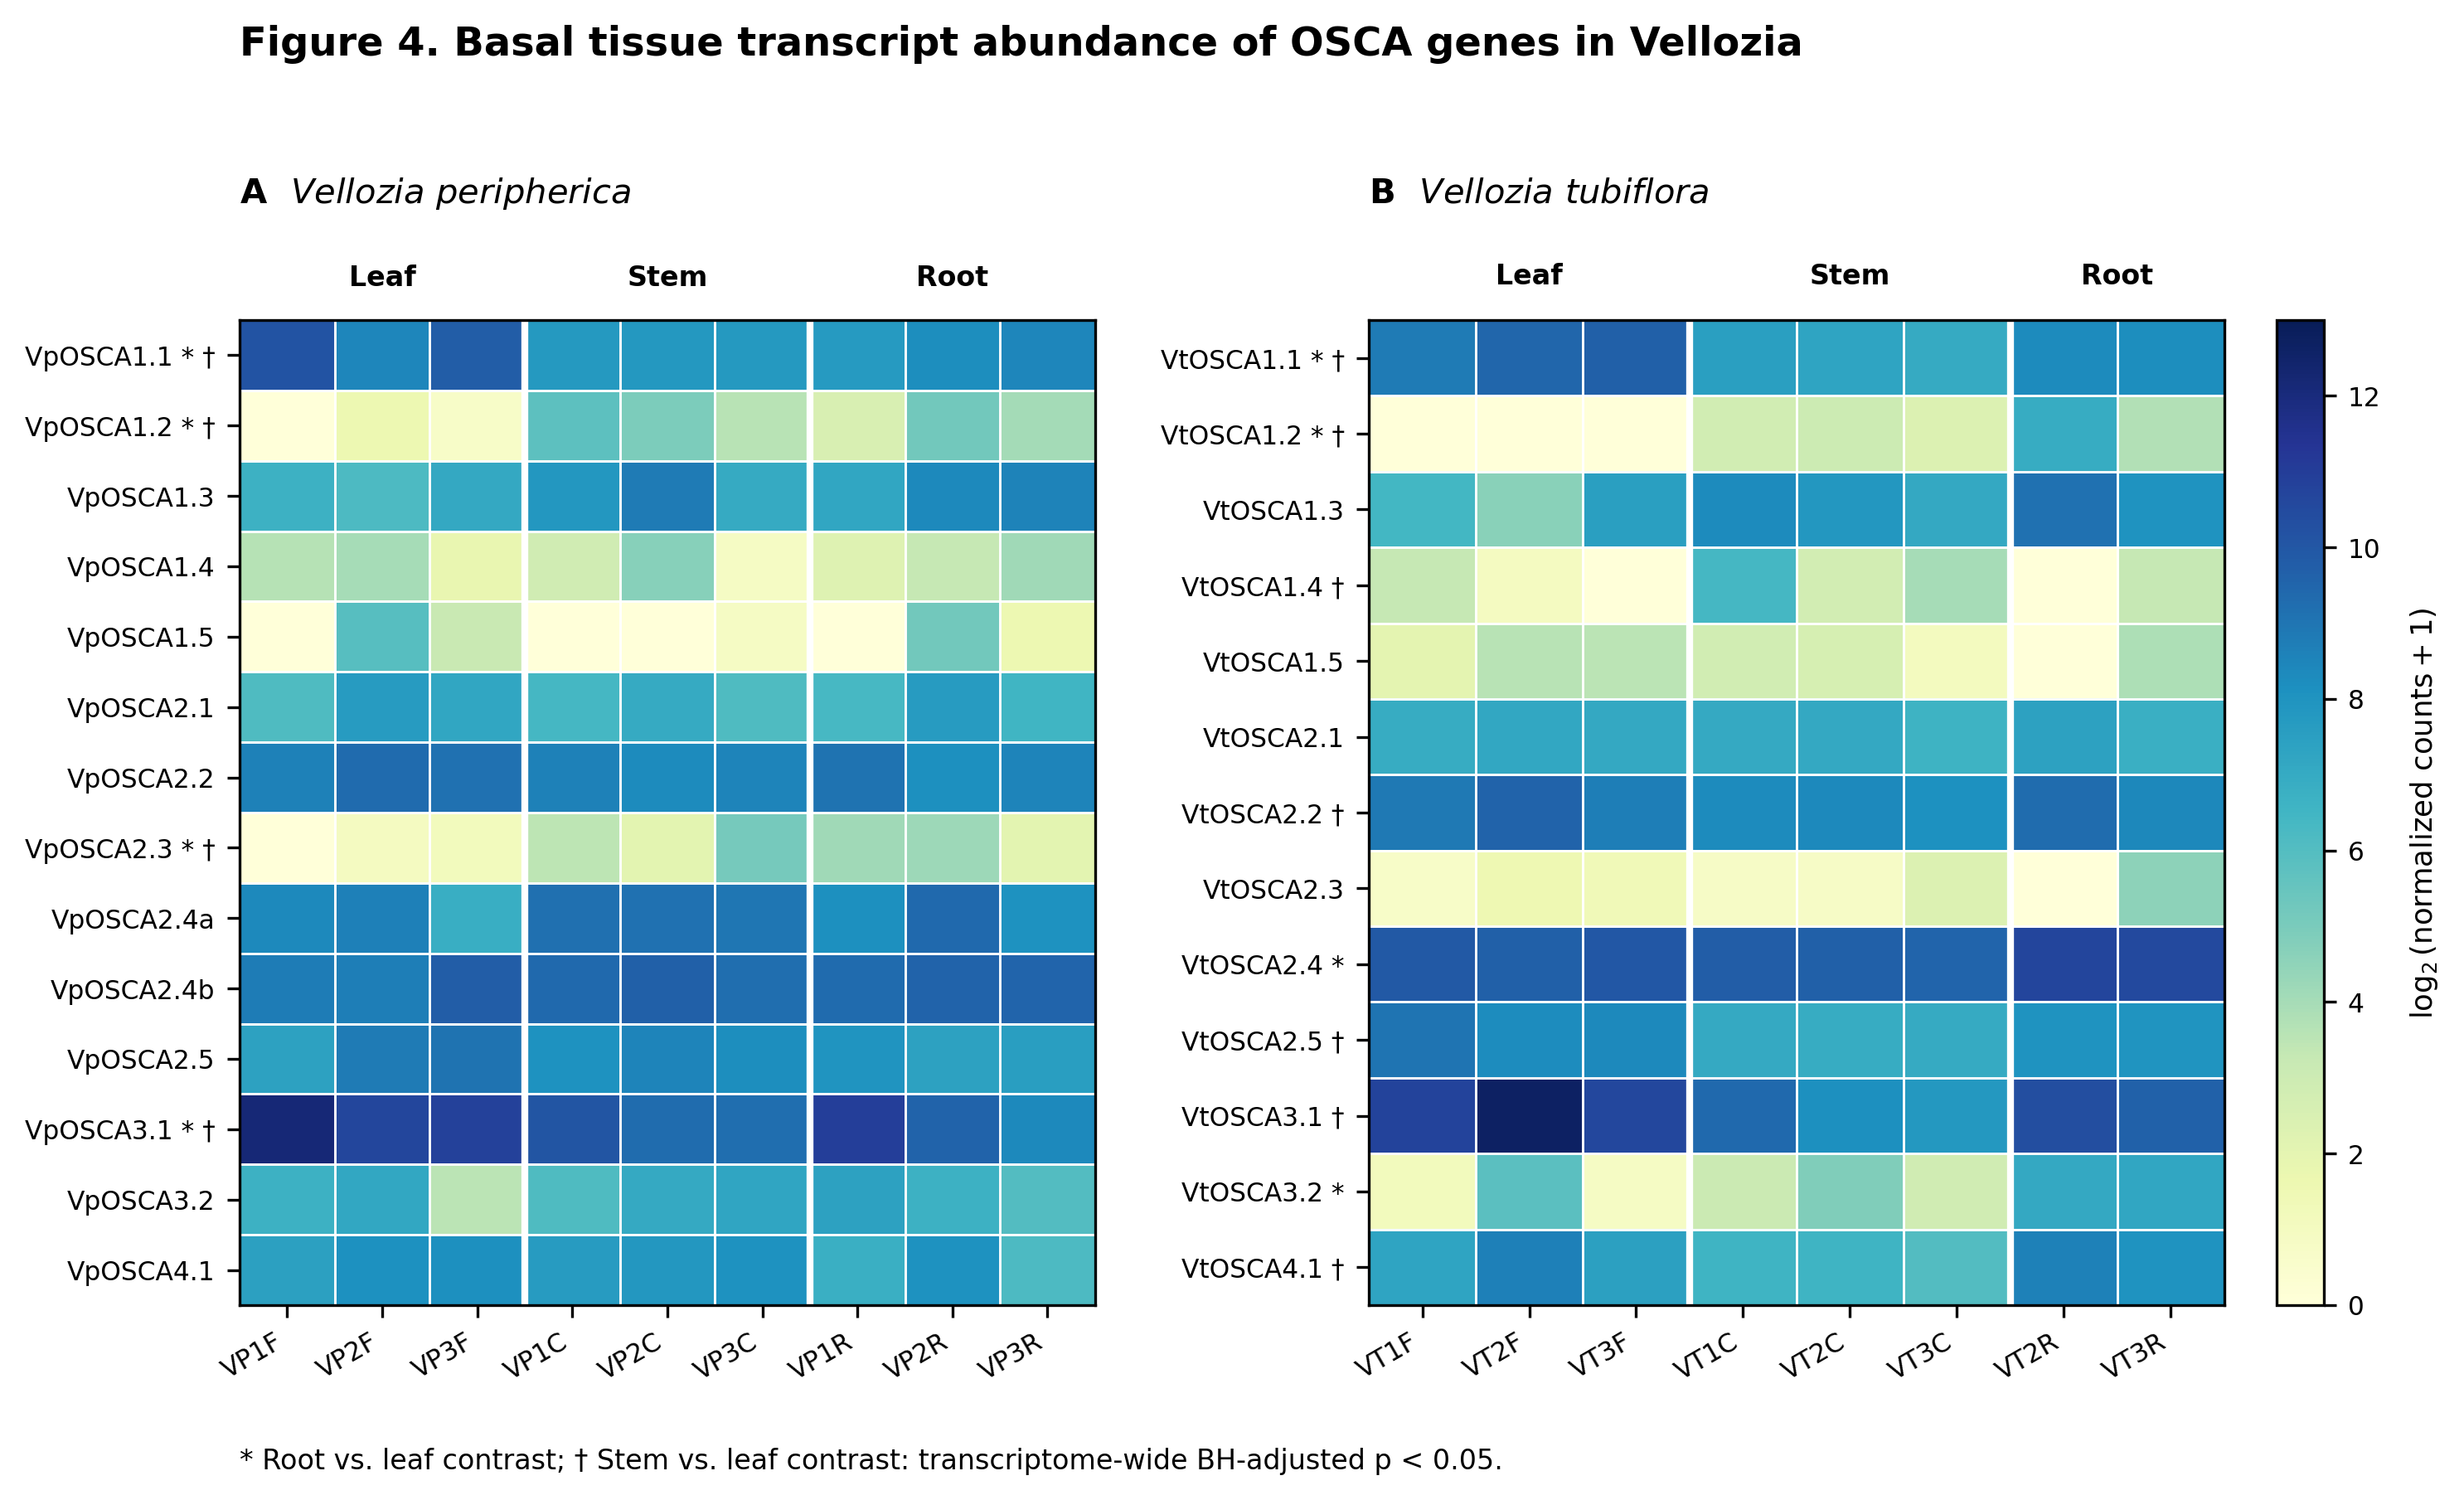 Figure 4. Basal tissue transcript abundance of OSCA genes in Vellozia
A Vellozia peripherica
Leaf Stem Root
VpOSCA1.1 * †
VpOSCA1.2 * †
VpOSCA1.3
VpOSCA1.4
VpOSCA1.5
VpOSCA2.1
VpOSCA2.2
VpOSCA2.3 * †
VpOSCA2.4a
VpOSCA2.4b
VpOSCA2.5
VpOSCA3.1 * †
VpOSCA3.2
VpOSCA4.1
VP1F VP2F VP3F VP1C VP2C VP3C VP1R VP2R VP3R
B Vellozia tubiflora
Leaf Stem Root
VtOSCA1.1 * †
VtOSCA1.2 * †
VtOSCA1.3
VtOSCA1.4 †
VtOSCA1.5
VtOSCA2.1
VtOSCA2.2 †
VtOSCA2.3
VtOSCA2.4 *
VtOSCA2.5 †
VtOSCA3.1 †
VtOSCA3.2 *
VtOSCA4.1 †
VT1F VT2F VT3F VT1C VT2C VT3C VT2R VT3R
12
10
8
6
4
2
0
log₂ (normalized counts + 1)
* Root vs. leaf contrast; † Stem vs. leaf contrast: transcriptome-wide BH-adjusted p < 0.05.